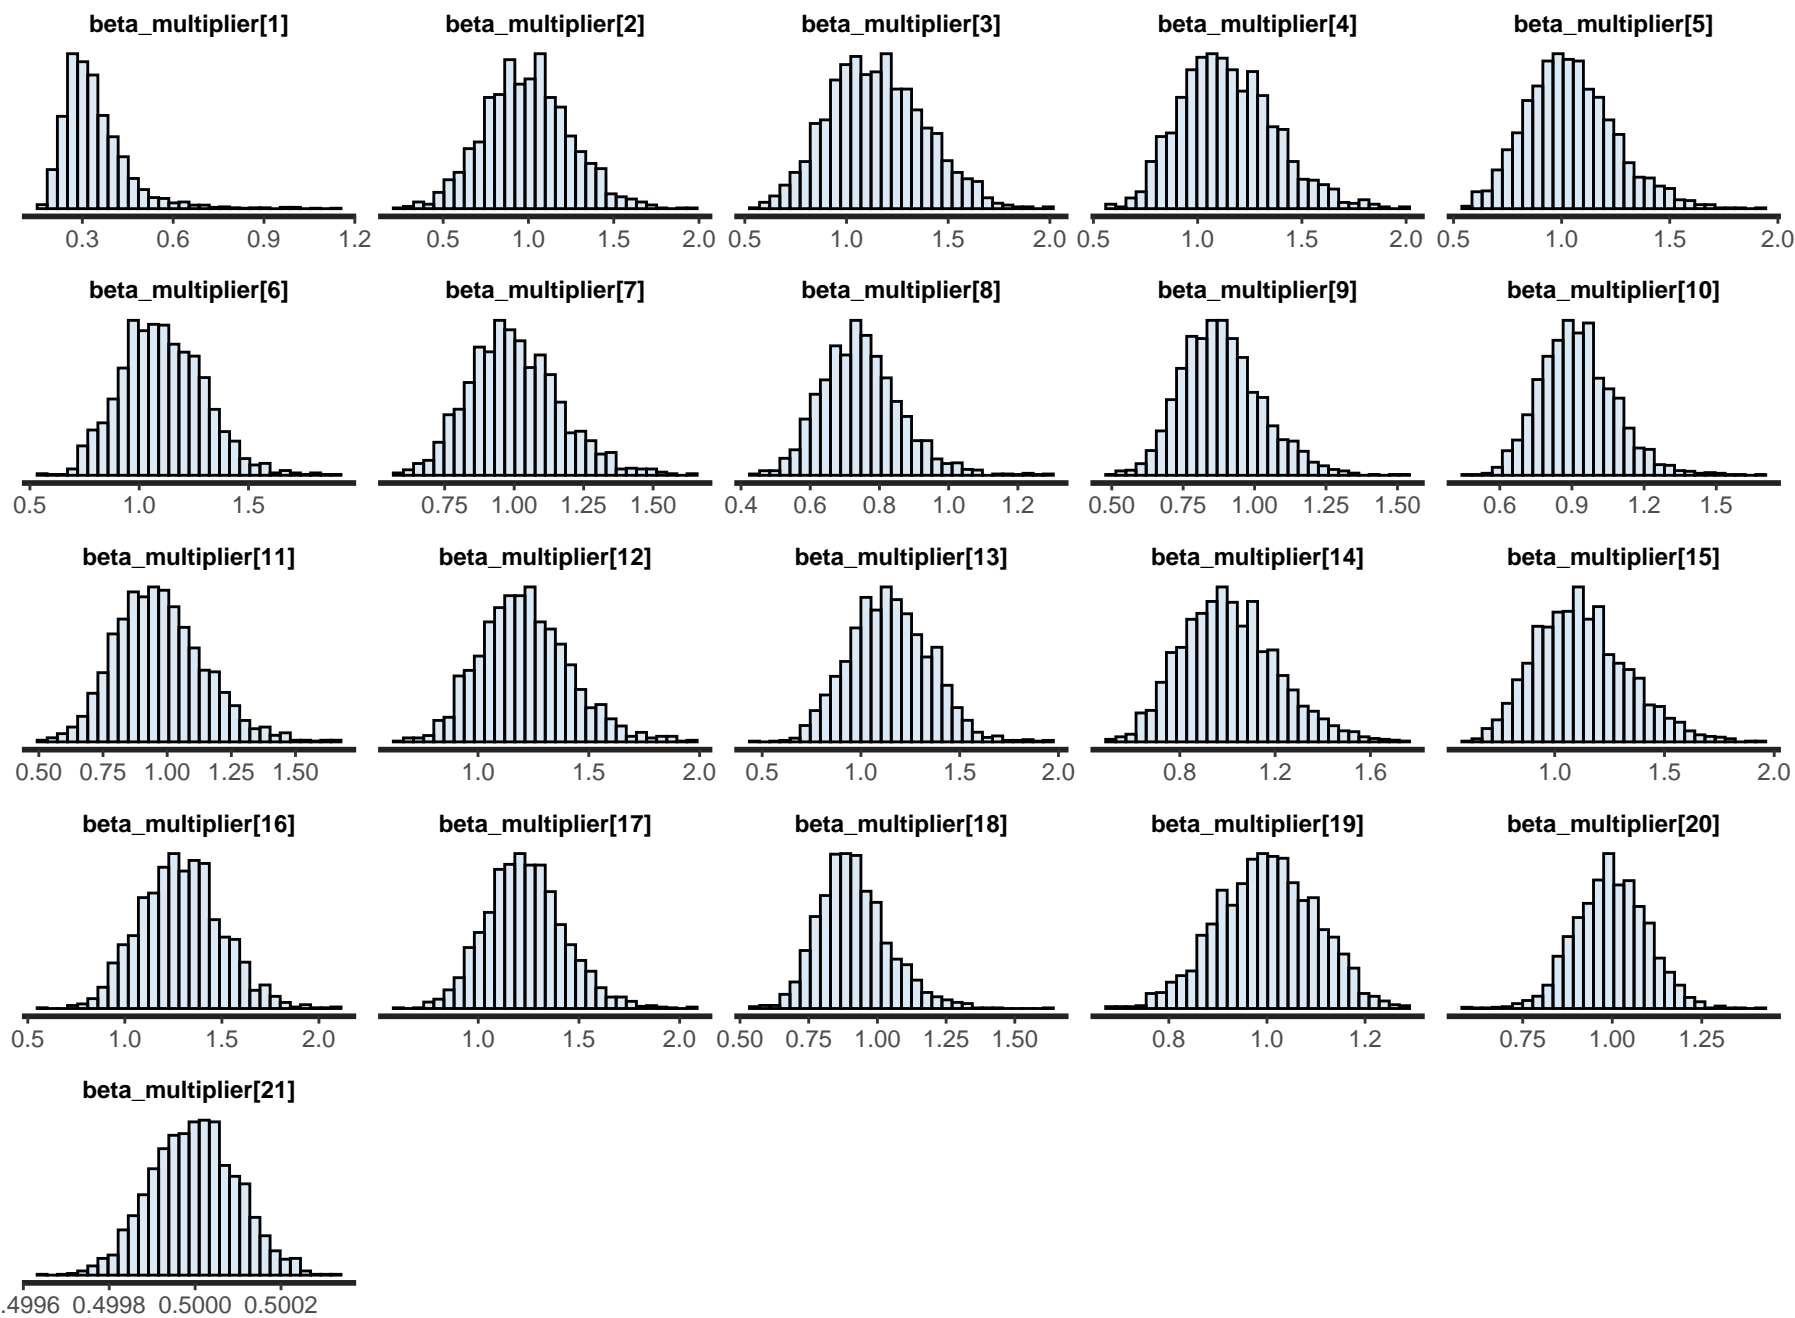 beta_multiplier[1] beta_multiplier[2] beta_multiplier[3] beta_multiplier[4] beta_multiplier[5]
0.3 0.6 0.9 1.2 0.5 1.0 1.5 2.0 0.5 1.0 1.5 2.0 0.5 1.0 1.5 2.0 0.5 1.0 1.5 2.0
beta_multiplier[6] beta_multiplier[7] beta_multiplier[8] beta_multiplier[9] beta_multiplier[10]
0.5 1.0 1.5 0.75 1.00 1.25 1.50 0.4 0.6 0.8 1.0 1.2 0.50 0.75 1.00 1.25 1.50 0.6 0.9 1.2 1.5
beta_multiplier[11] beta_multiplier[12] beta_multiplier[13] beta_multiplier[14] beta_multiplier[15]
0.50 0.75 1.00 1.25 1.50 1.0 1.5 2.0 0.5 1.0 1.5 2.0 0.8 1.2 1.6 1.0 1.5 2.0
beta_multiplier[16] beta_multiplier[17] beta_multiplier[18] beta_multiplier[19] beta_multiplier[20]
0.5 1.0 1.5 2.0 1.0 1.5 2.0 0.50 0.75 1.00 1.25 1.50 0.8 1.0 1.2 0.75 1.00 1.25
beta_multiplier[21]
.4996 0.4998 0.5000 0.5002